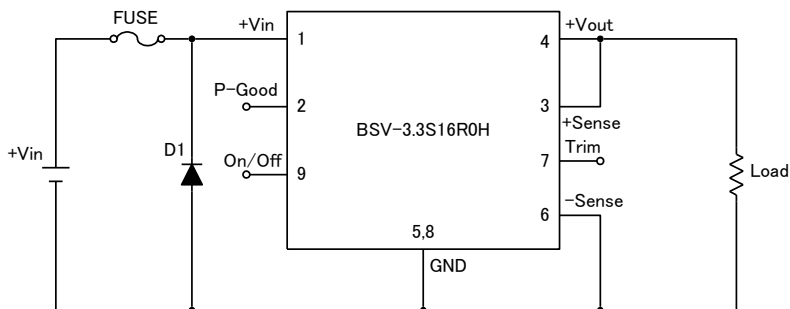 FUSE
+Vin
1
4
+Vout
P-Good
2
3
+Sense
BSV-3.3S16R0H
+Vin
D1
On/Off
9
7
Trim
Load
6
-Sense
5,8
GND